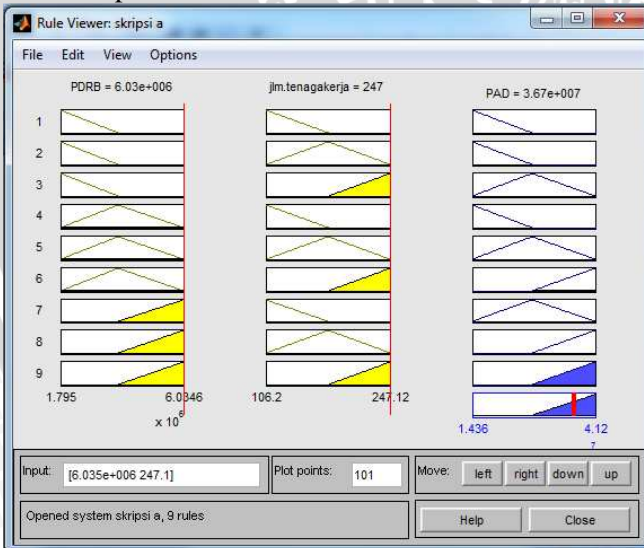 Rule Viewer: skripsi a
File Edit View Options
PDRB = 6.03e+006 jlm.tenagakerja = 247 PAD = 3.67e+007
1
2
3
4
5
6
7
8
9
1.795 6.0346 106.2 247.12
x 10
1.436 4.12
7
Input: [6.035e+006 247.1] Plot points: 101 Move: left right down up
Opened system skripsi a, 9 rules Help Close